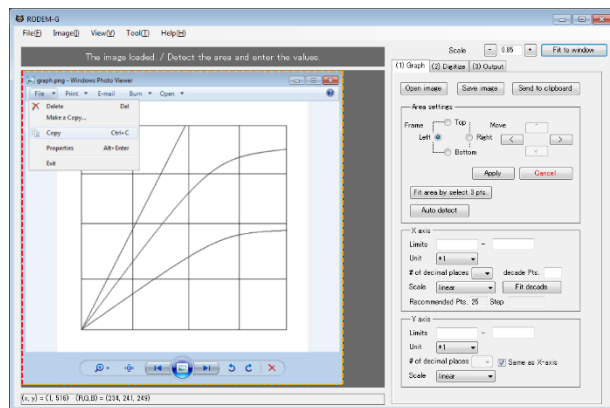 RODEM-G
File(F) Image(I) View(V) Tool(T) Help(H)
The image loaded. / Detect the area and enter the values.
Scale - 0.85 + Fit to window
(1) Graph (2) Digitize (3) Output
graph.png - Windows Photo Viewer
File Print E-mail Burn Open
Delete Del
Make a Copy...
Copy Ctrl+C
Properties Alt+Enter
Exit
Open image Save image Send to clipboard
Area settings
Frame Top Move
Left Right < >
Bottom
Apply Cancel
Fit area by select 3 pts.
Auto detect
X axis
Limits -
Unit *1
# of decimal places decade Pts.
Scale linear Fit decade
Recommended Pts. 25 Step
Y axis
Limits -
Unit *1
# of decimal places Same as X-axis
Scale linear
(x, y) = (1, 516) (R,G,B) = (234, 241, 249)